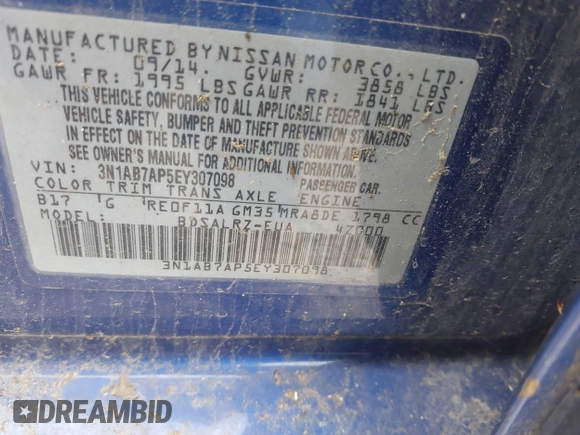 MANUFACTURED BY NISSAN MOTOR CO., LTD.
DATE: 09/14. GVWR: 3858 LBS
GAWR FR: 1995 LBS GAWR RR: 1841 LBS
THIS VEHICLE CONFORMS TO ALL APPLICABLE FEDERAL MOTOR
VEHICLE SAFETY, BUMPER AND THEFT PREVENTION STANDARDS
IN EFFECT ON THE DATE OF MANUFACTURE SHOWN ABOVE.
SEE OWNER'S MANUAL FOR ADDITIONAL INFORMATION.
VIN: 3N1AB7AP5EY307098 PASSENGER CAR.
COLOR TRIM TRANS AXLE ENGINE
B17 G RE0F11A GM35 MRA8DE 1798 CC
MODEL: BDSALRZ-EUA 4Z000
3N1AB7AP5EY307098
DREAMBID